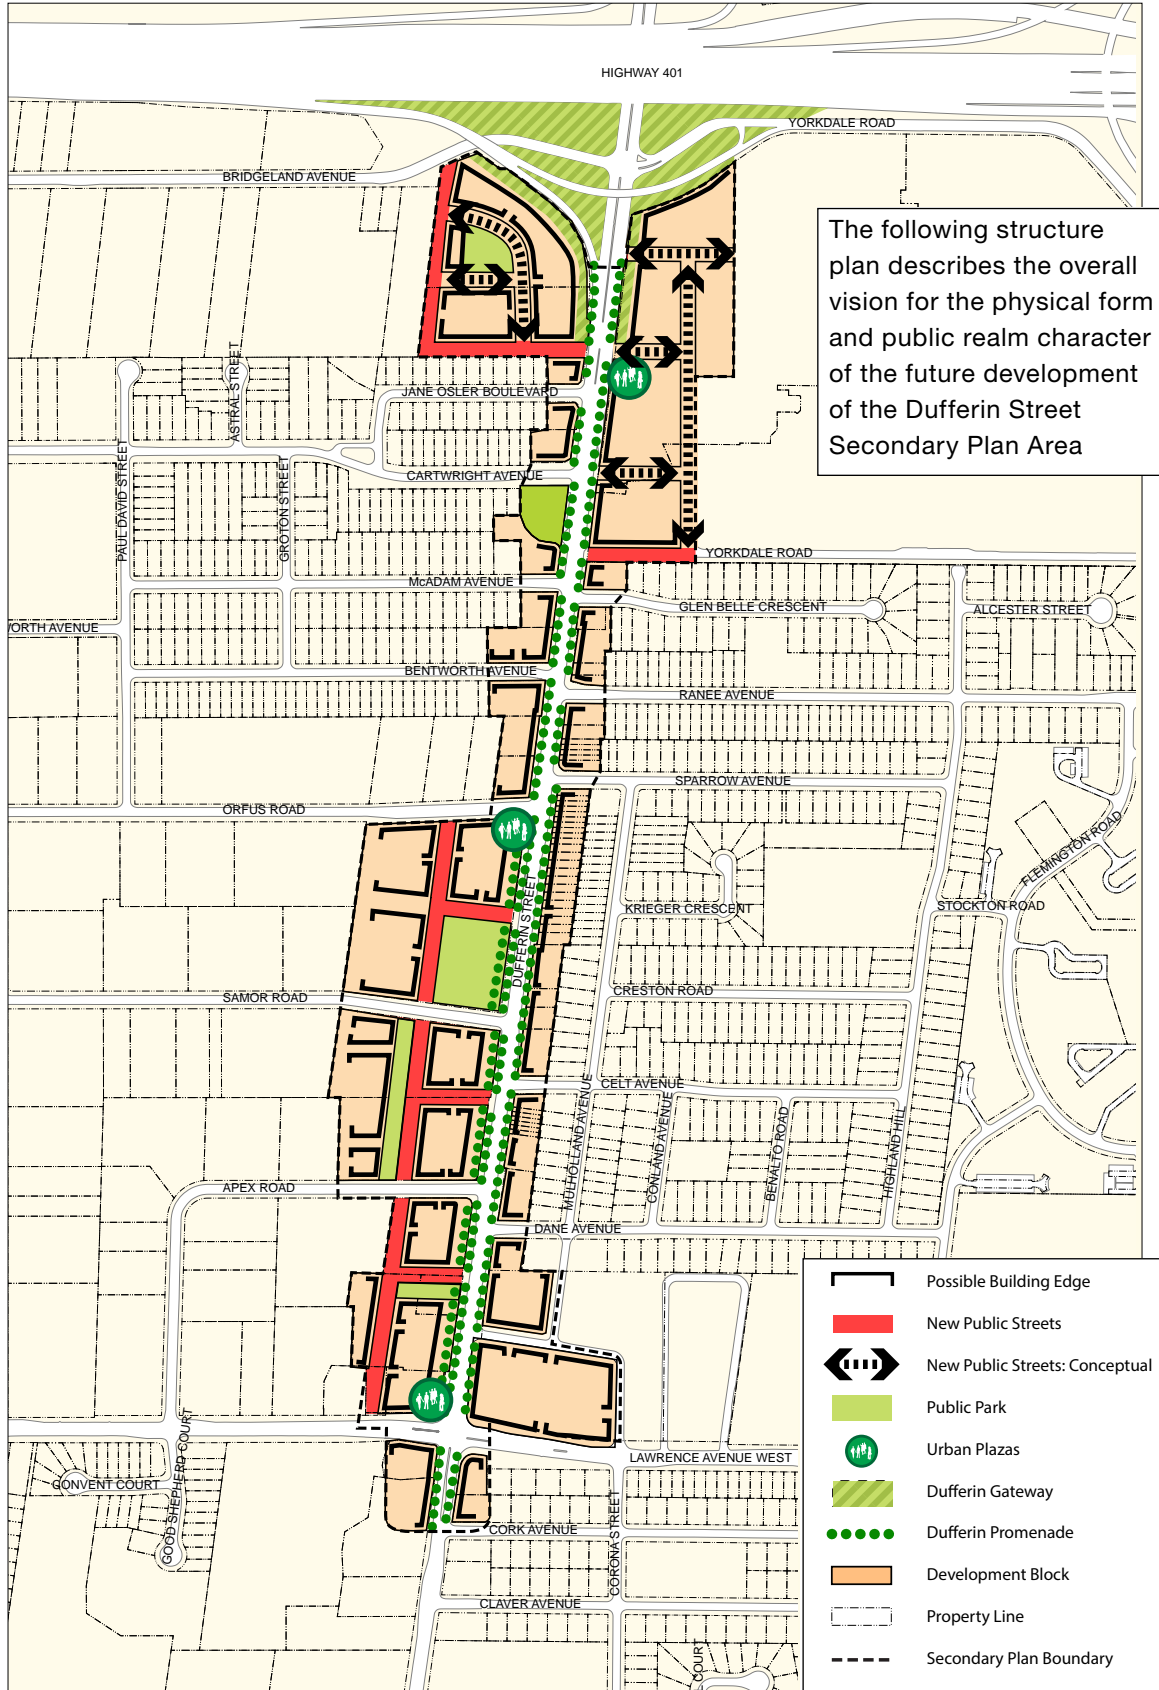 HIGHWAY 401
YORKDALE ROAD
BRIDGELAND AVENUE
The following structure
plan describes the overall
vision for the physical form
and public realm character
of the future development
of the Dufferin Street
Secondary Plan Area
ASTRAL STREET
JANE OSLER BOULEVARD
PAUL DAVID STREET
GROTON STREET
CARTWRIGHT AVENUE
YORKDALE ROAD
McADAM AVENUE
GLEN BELLE CRESCENT
ALCESTER STREET
ORTH AVENUE
BENTWORTH AVENUE
RANEE AVENUE
SPARROW AVENUE
ORFUS ROAD
FLEMINGTON ROAD
DUFFERIN STREET
KRIEGER CRESCENT
STOCKTON ROAD
SAMOR ROAD
CRESTON ROAD
CELT AVENUE
MULHOLLAND AVENUE
CONLAND AVENUE
BENALTO ROAD
HIGHLAND HILL
APEX ROAD
DANE AVENUE
Possible Building Edge
New Public Streets
New Public Streets: Conceptual
Public Park
Urban Plazas
Dufferin Gateway
Dufferin Promenade
Development Block
Property Line
Secondary Plan Boundary
LAWRENCE AVENUE WEST
CONVENT COURT
GOOD SHEPHERD COURT
CORK AVENUE
CORONA STREET
CLAVER AVENUE
COURT